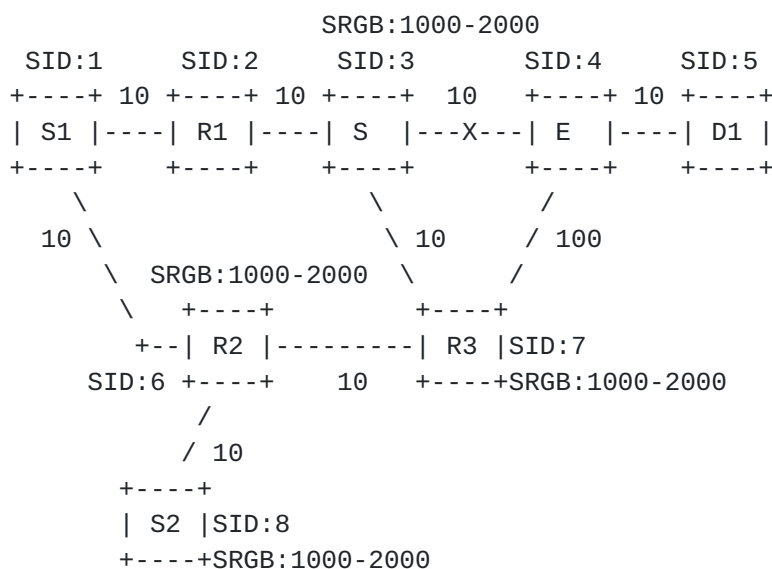 SRGB:1000-2000
SID:1 SID:2 SID:3 SID:4 SID:5
+----+ 10 +----+ 10 +----+  10   +----+ 10 +----+
| S1 |----| R1 |----| S  |---X---| E  |----| D1 |
+----+    +----+    +----+       +----+    +----+
\ \ /
10 \ \ 10 / 100
\ SRGB:1000-2000 \ /
\ +----+ +----+
+--| R2 |---------| R3 |SID:7
SID:6 +----+ 10 +----+SRGB:1000-2000
/
/ 10
+----+
| S2 |SID:8
+----+SRGB:1000-2000